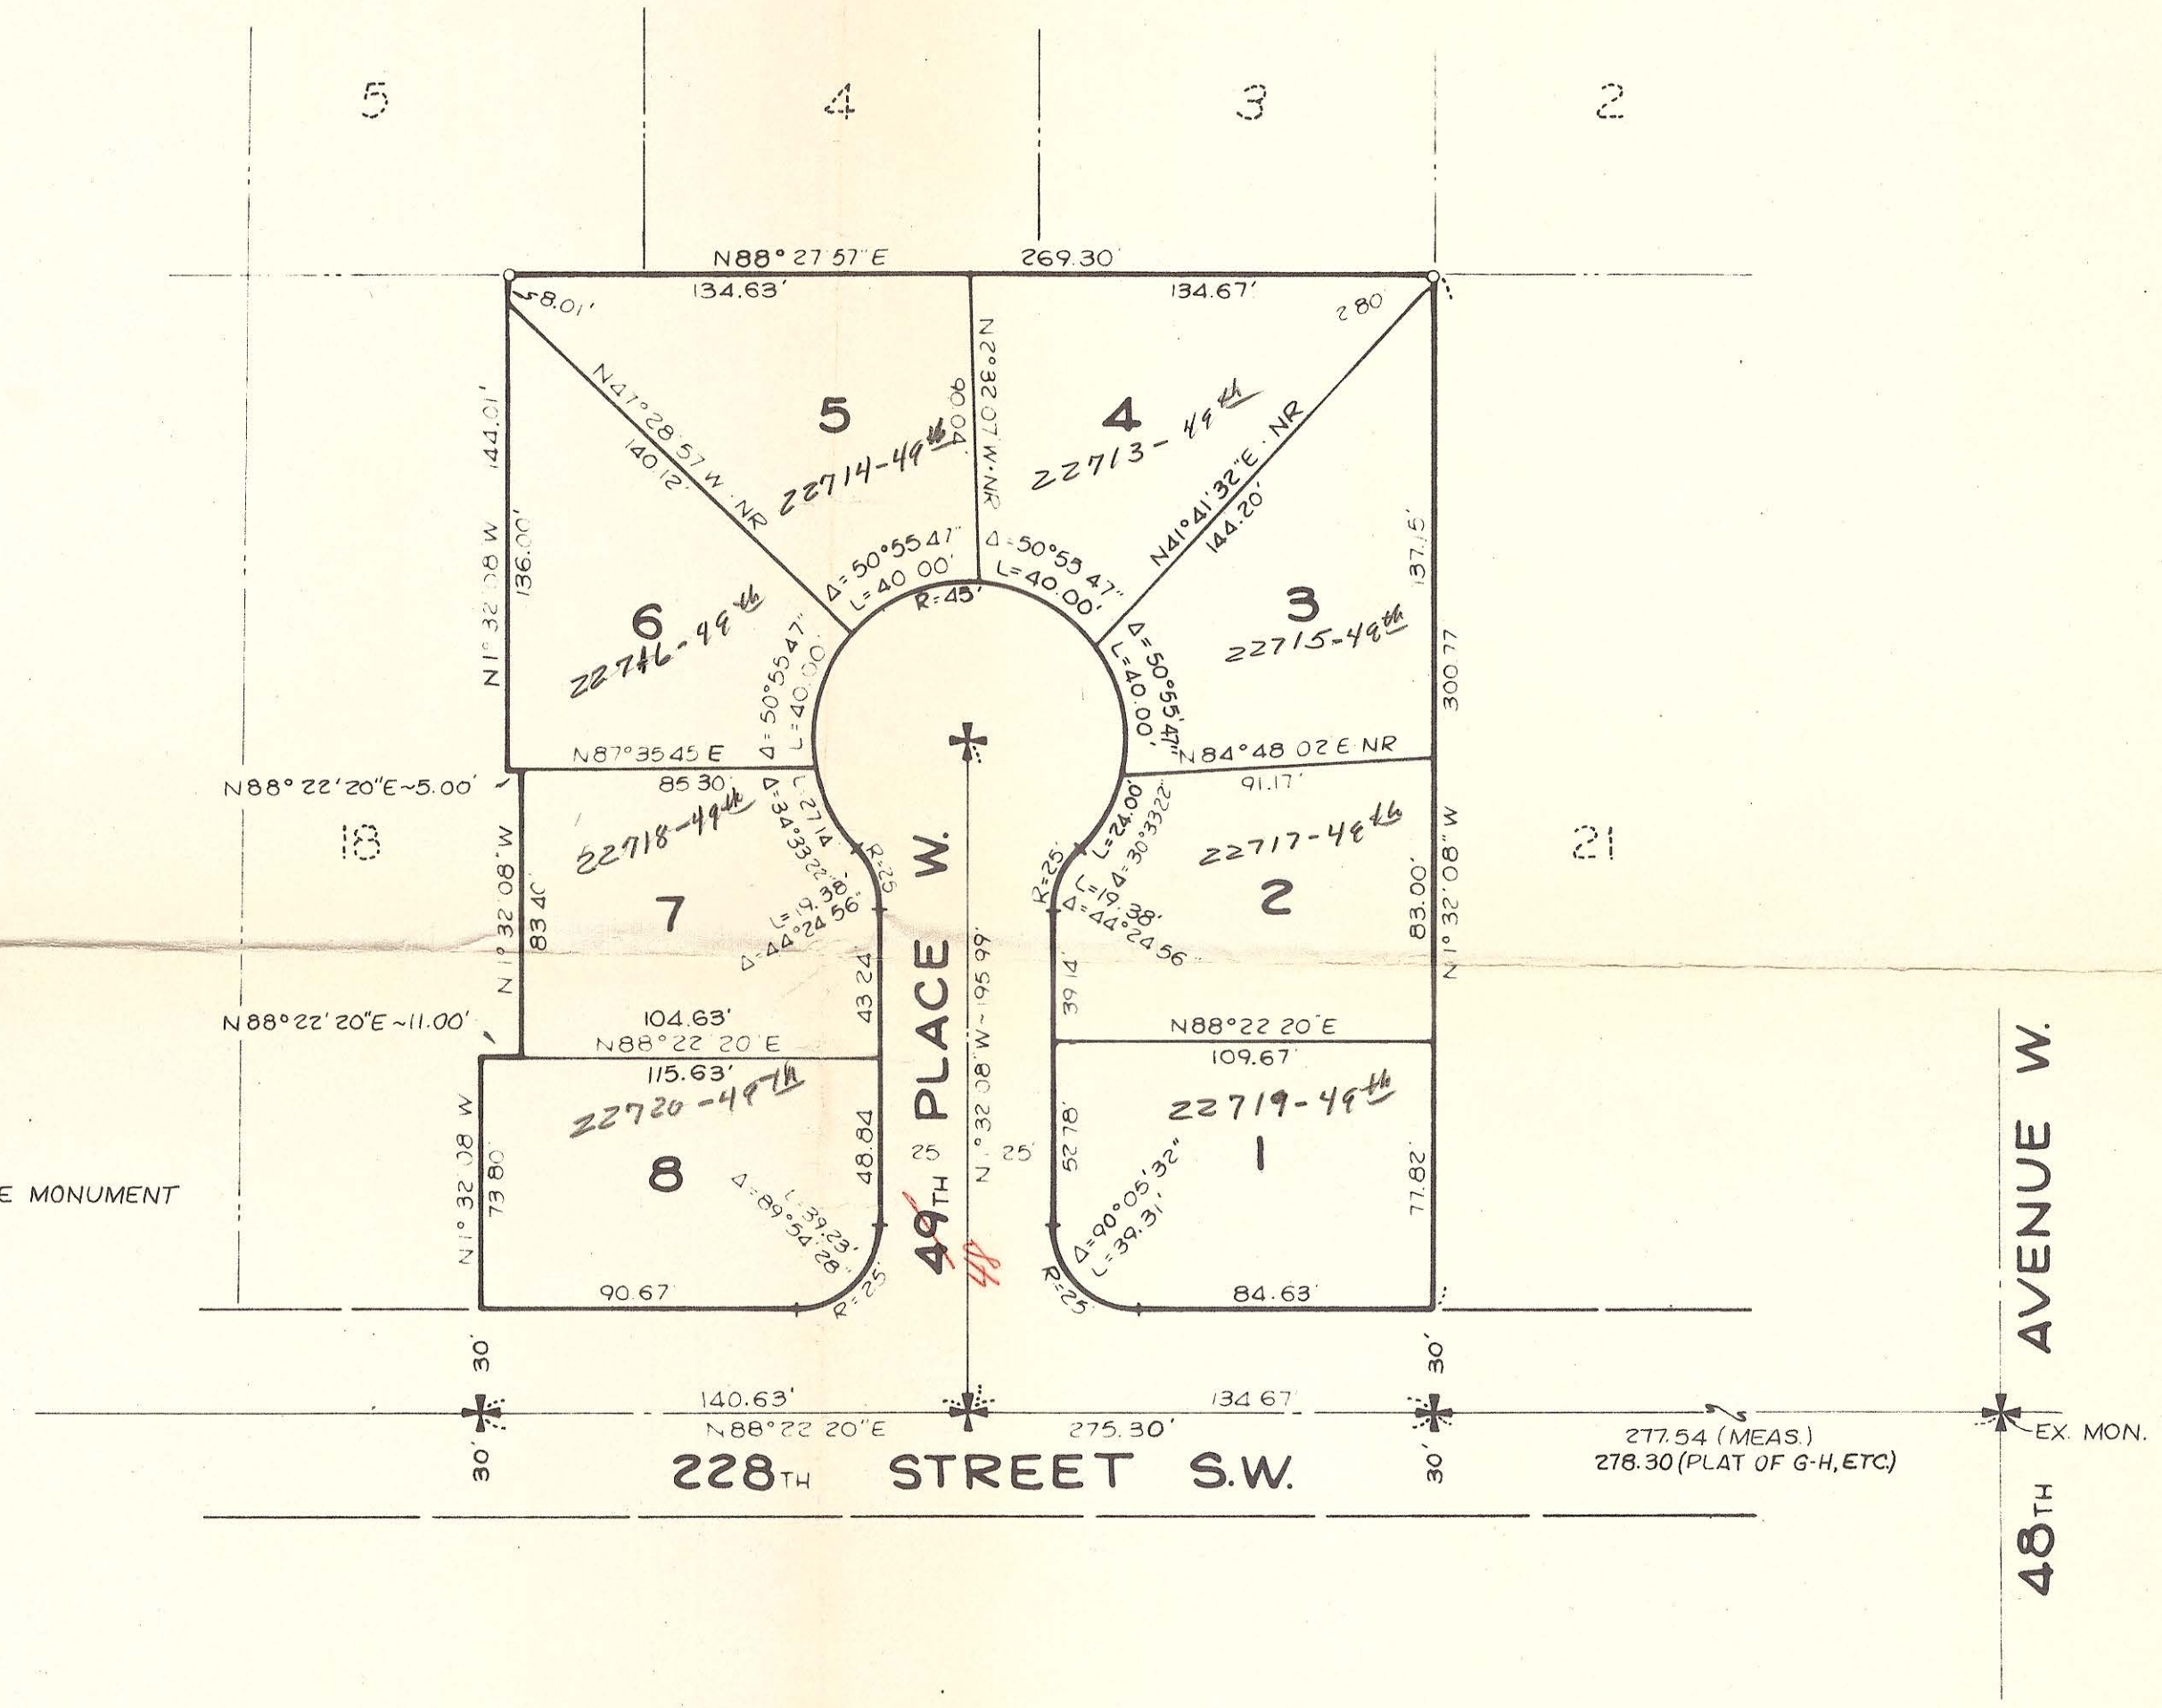 5
4
3
2
N88°27'57"E 269.30'
134.63'
134.67'
8.01'
2.80
N1°32'08"W 144.01'
136.00'
N47°28'57"W·NR
140.12'
5
22714-49th
90.04'
N2°32'07"W·NR
4
22713-49th
N41°41'32"E·NR
144.20'
137.15'
300.77
N1°32'08"W
6
22716-49th
3
22715-49th
Δ=50°55'47"
L=40.00'
Δ=50°55'47"
L=40.00'
R=45'
Δ=50°55'47"
L=40.00'
Δ=50°55'47"
L=40.00'
N87°35'45"E
85.30'
N84°48'02"E·NR
91.17'
N88°22'20"E~5.00'
18
21
22718-49th
7
L=27.14'
Δ=34°33'22"
R=25'
L=19.38'
Δ=44°24'56"
N1°32'08"W
83.40'
43.24'
22717-49th
2
L=24.00'
Δ=30°33'22"
R=25'
L=19.38'
Δ=44°24'56"
39.14'
83.00'
N88°22'20"E~11.00'
104.63'
N88°22'20"E
115.63'
N88°22'20"E
109.67'
22720-49th
8
N1°32'08"W
73.80'
48.84
L=39.23'
Δ=89°54'28"
R=25'
90.67'
49TH PLACE W.
48
N1°32'08"W~195.99'
25
25'
22719-49th
1
52.78'
77.82'
Δ=90°05'32"
L=39.31'
R=25'
84.63'
E MONUMENT
30'
30'
140.63'
134.67
N88°22'20"E
275.30'
30'
30'
228TH STREET S.W.
277.54 (MEAS.)
278.30 (PLAT OF G-H, ETC.)
EX. MON.
48TH AVENUE W.